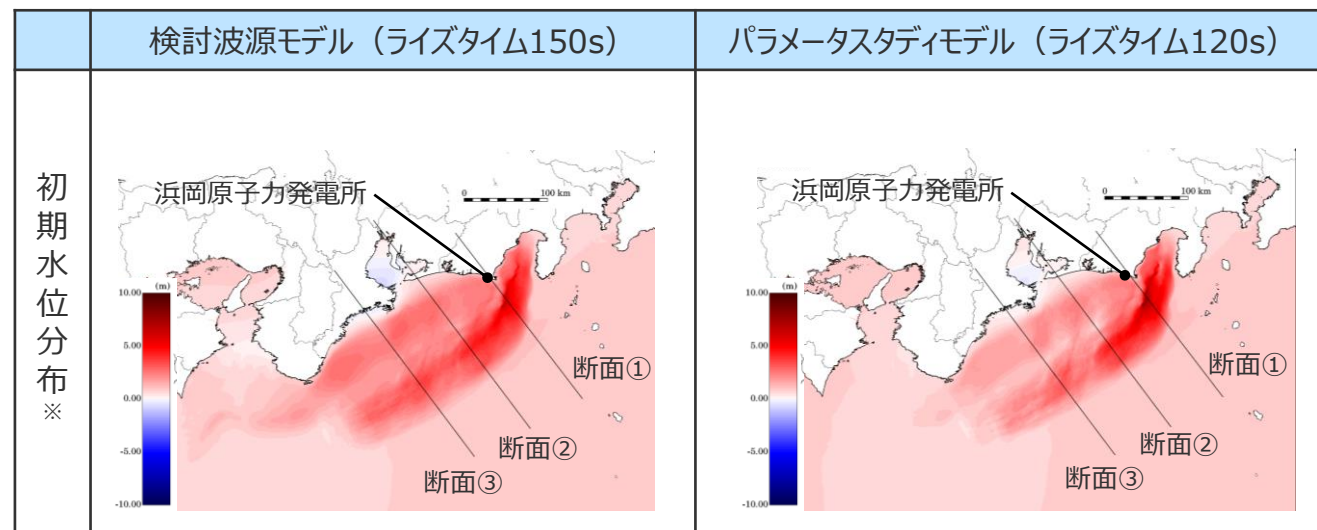 検討波源モデル（ライズタイム150s）
パラメータスタディモデル（ライズタイム120s）
初期水位分布※
浜岡原子力発電所
0 100 km
(m)
10.00
5.00
0.00
-5.00
-10.00
断面①
断面②
断面③
浜岡原子力発電所
0 100 km
(m)
10.00
5.00
0.00
-5.00
-10.00
断面①
断面②
断面③